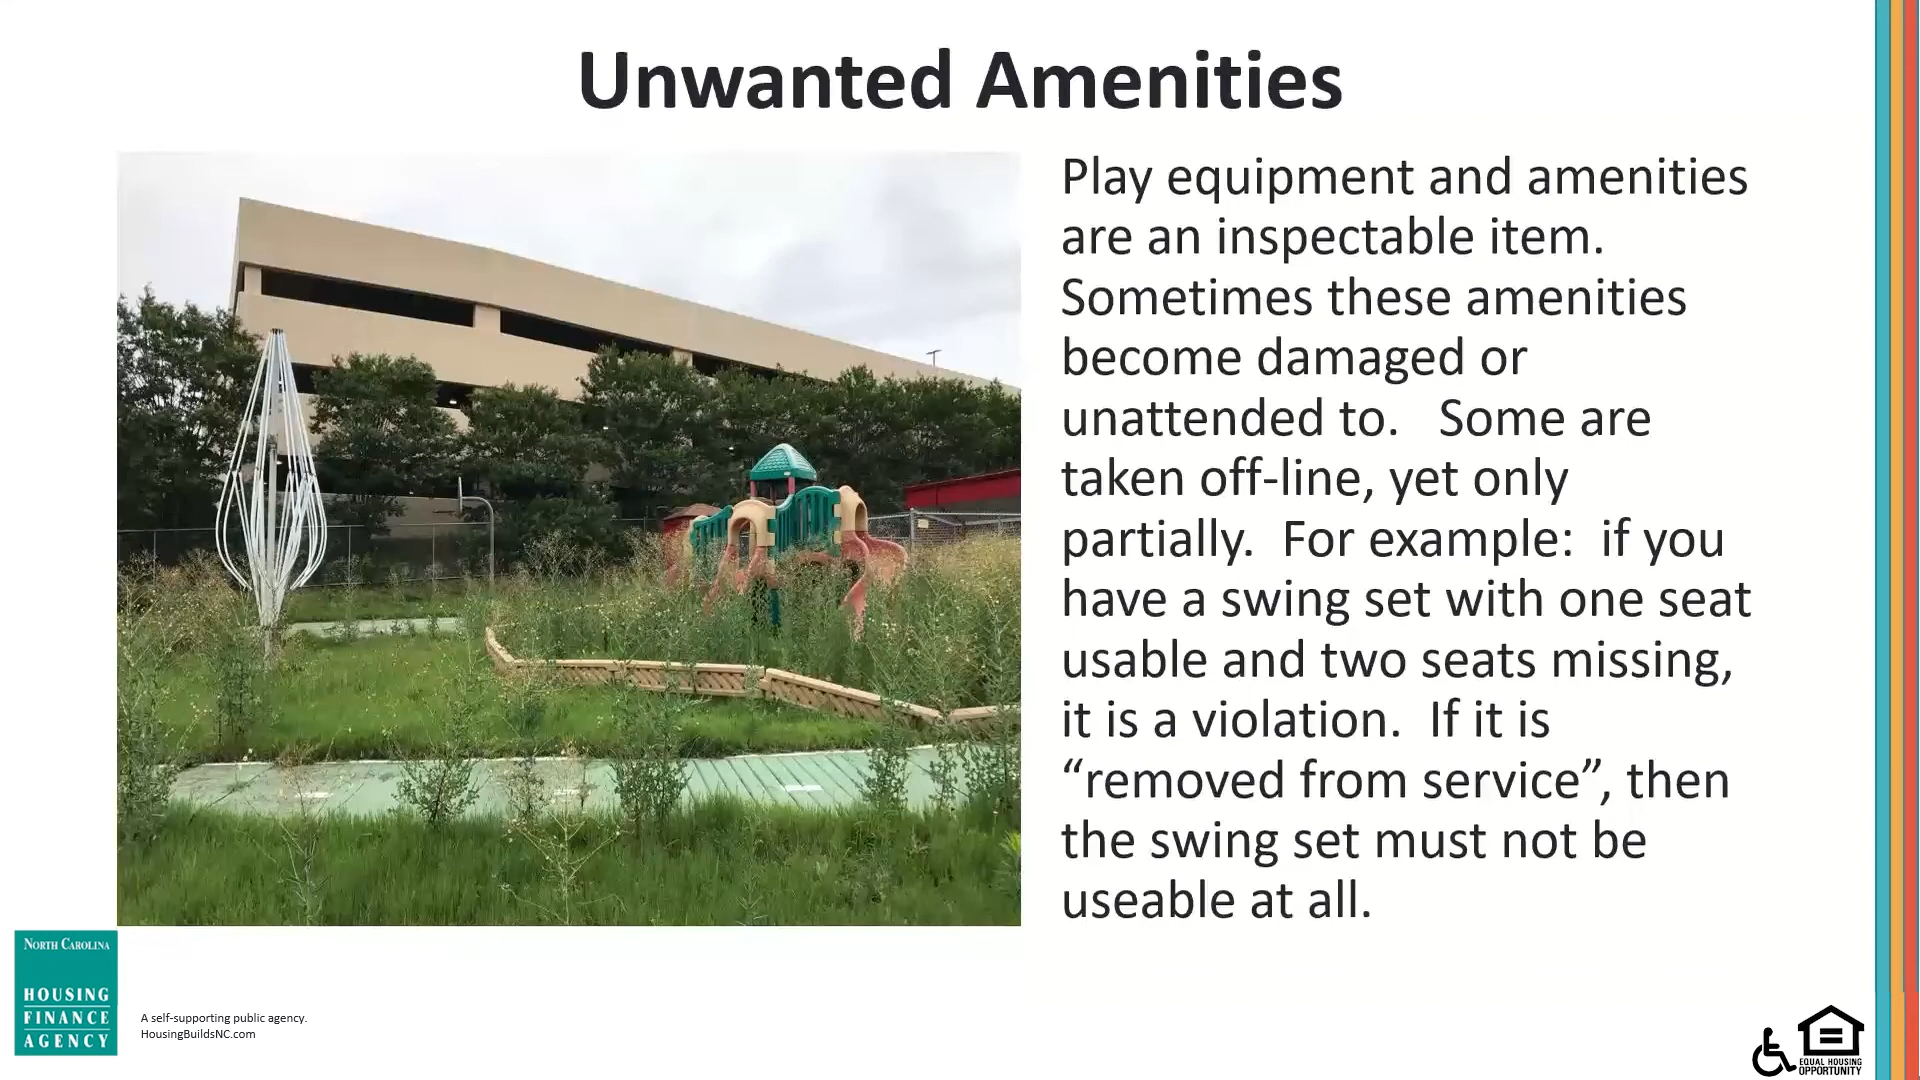 Unwanted Amenities
Play equipment and amenities
are an inspectable item.
Sometimes these amenities
become damaged or
unattended to.   Some are
taken off-line, yet only
partially.  For example:  if you
have a swing set with one seat
usable and two seats missing,
it is a violation.  If it is
“removed from service”, then
the swing set must not be
useable at all.
NORTH CAROLINA
HOUSING
FINANCE
AGENCY
A self-supporting public agency.
HousingBuildsNC.com
EQUAL HOUSING
OPPORTUNITY